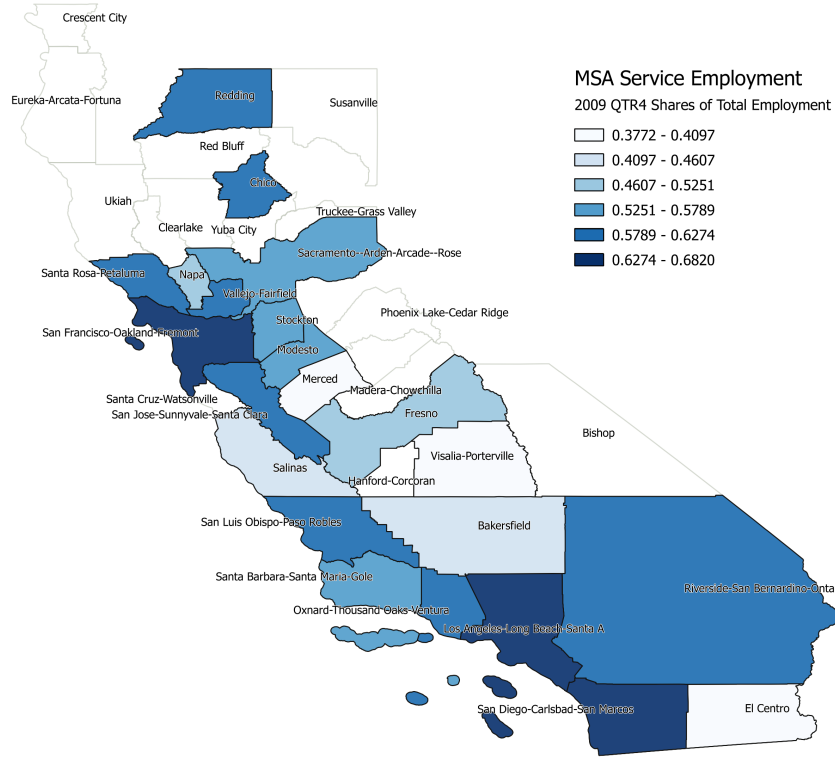 Crescent City
MSA Service Employment
2009 QTR4 Shares of Total Employment
Eureka-Arcata-Fortuna
Redding
Susanville
0.3772 - 0.4097
Red Bluff
0.4097 - 0.4607
Chico
0.4607 - 0.5251
Ukiah
Truckee-Grass Valley
0.5251 - 0.5789
Clearlake
Yuba City
0.5789 - 0.6274
Sacramento--Arden-Arcade--Rose
0.6274 - 0.6820
Santa Rosa-Petaluma
Napa
Vallejo-Fairfield
Phoenix Lake-Cedar Ridge
Stockton
San Francisco-Oakland-Fremont
Modesto
Merced
Madera-Chowchilla
Santa Cruz-Watsonville
San Jose-Sunnyvale-Santa Clara
Fresno
Bishop
Visalia-Porterville
Salinas
Hanford-Corcoran
San Luis Obispo-Paso Robles
Bakersfield
Santa Barbara-Santa Maria-Gole
Riverside-San Bernardino-Onta
Oxnard-Thousand Oaks-Ventura
Los Angeles-Long Beach-Santa A
San Diego-Carlsbad-San Marcos
El Centro